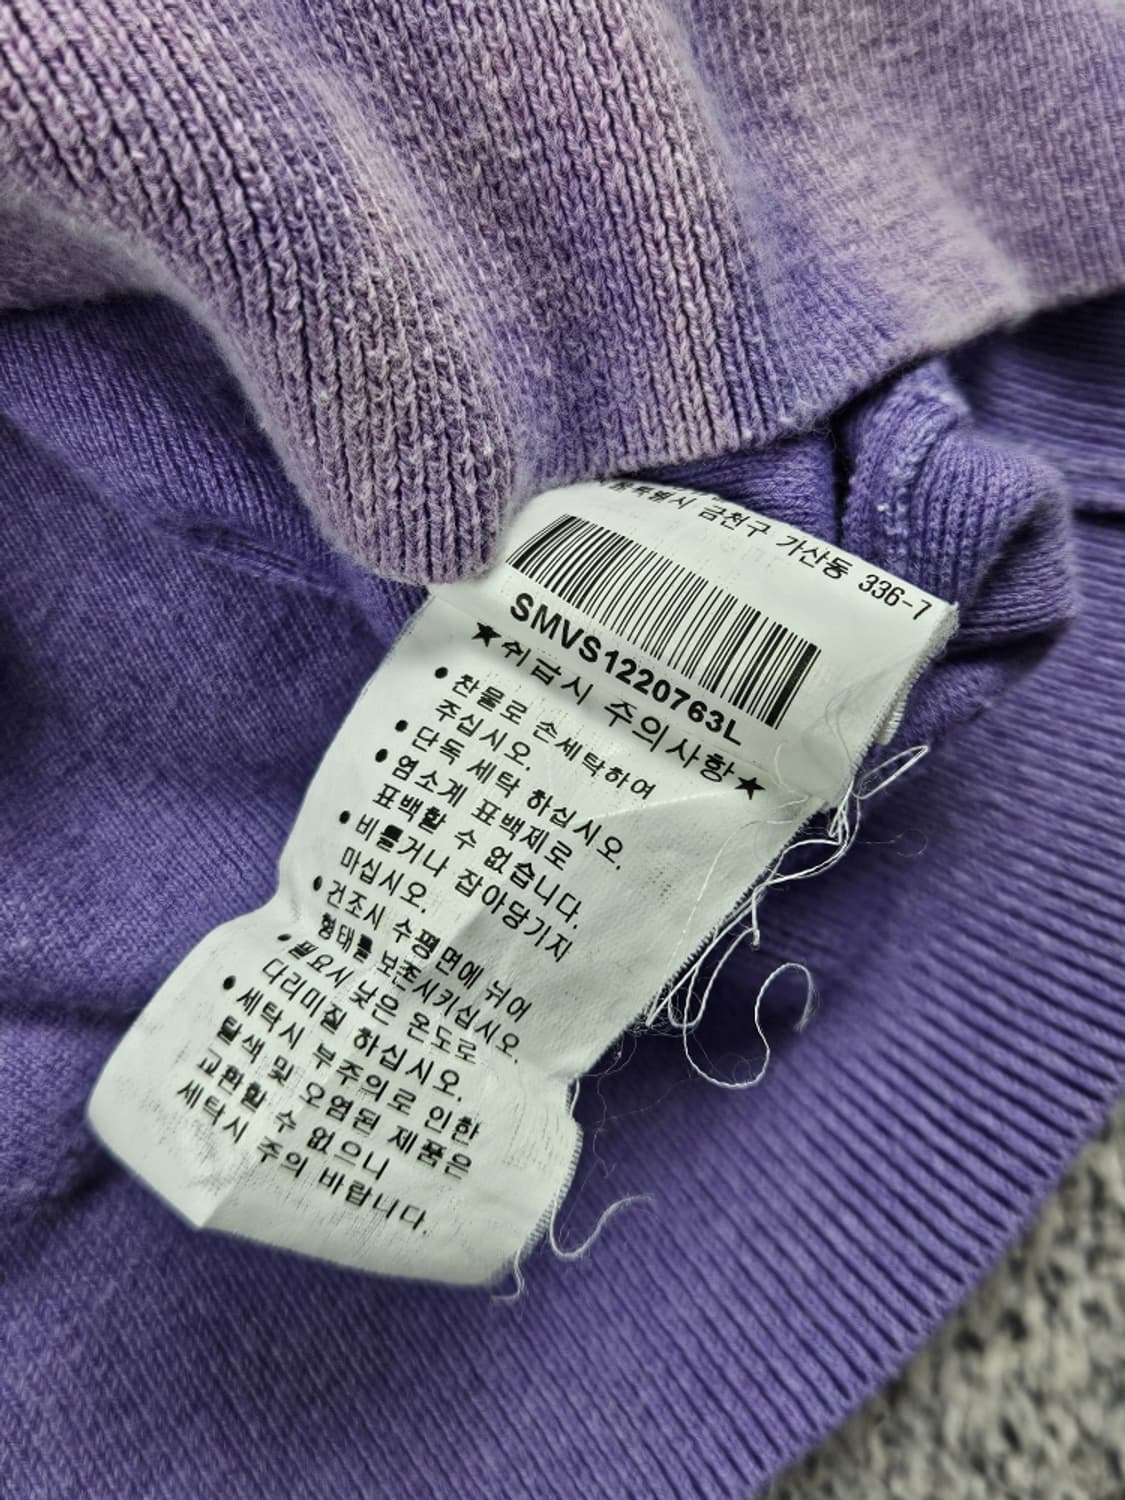 서울특별시 금천구 가산동 336-7
SMVS1220763L
★취급시 주의사항★
● 찬물로 손세탁하여
주십시오.
● 단독 세탁 하십시오.
● 염소계 표백제로
표백할 수 없습니다.
● 비틀거나 잡아당기지
마십시오.
● 건조시 수평면에 뉘어
형태를 보존시키십시오.
● 필요시 낮은 온도로
다리미질 하십시오.
● 세탁시 부주의로 인한
탈색 및 오염된 제품은
교환할 수 없으니
세탁시 주의 바랍니다.